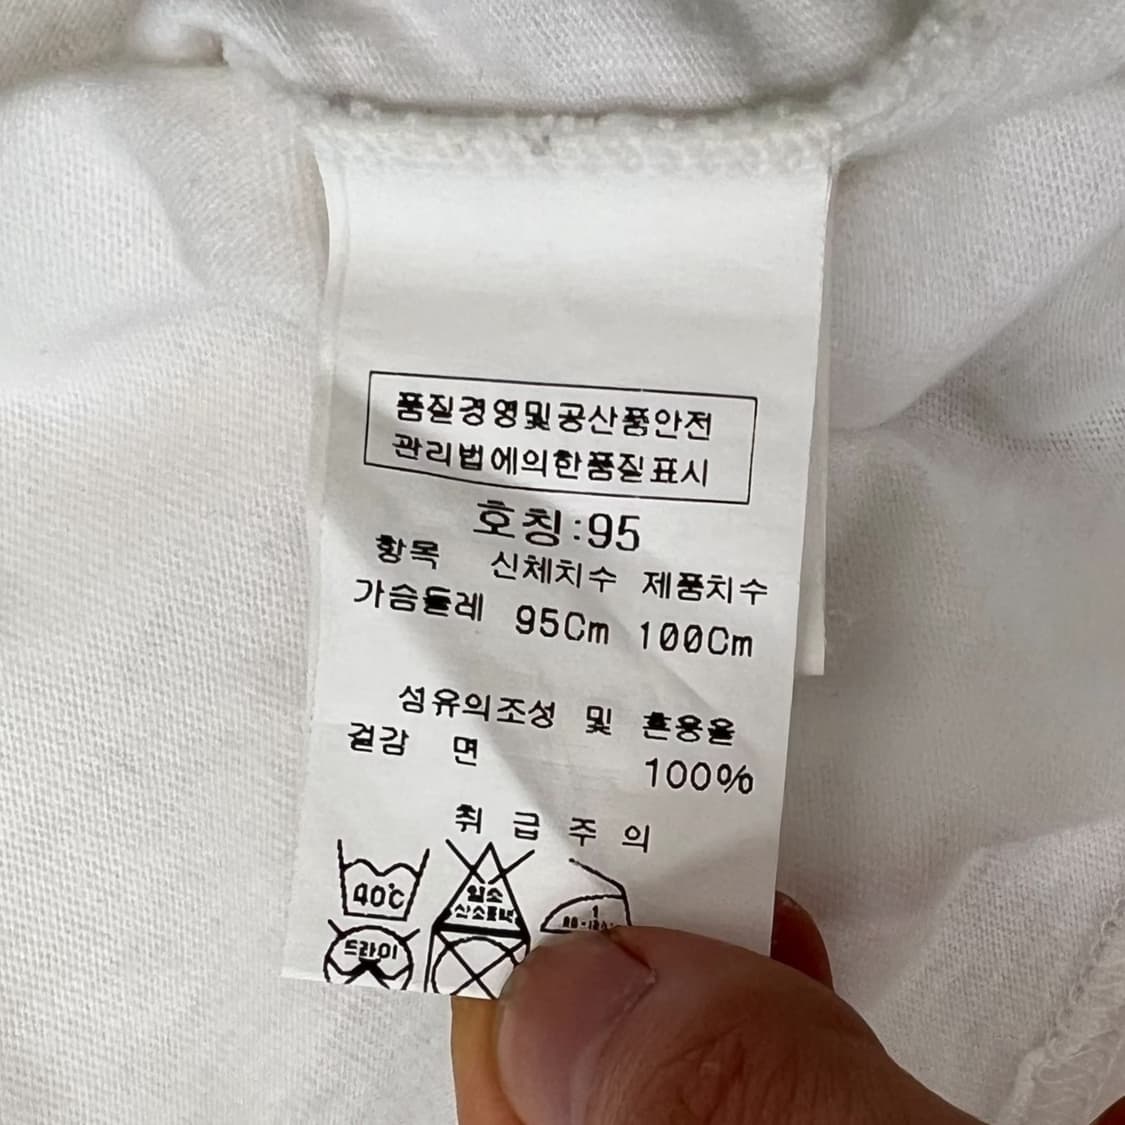 품질경영및공산품안전
관리법에의한품질표시
호칭:95
항목 신체치수 제품치수
가슴둘레 95Cm 100Cm
섬유의조성 및 혼용율
겉감 면 100%
취급주의
40℃
산소표백
드라이